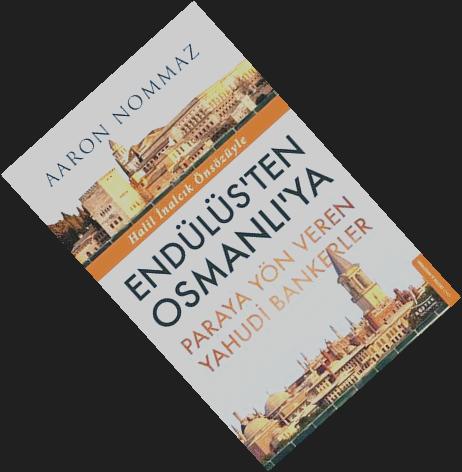 AARON NOMMAZ
Halil İnalcık Önsözüyle
ENDÜLÜS'TEN
OSMANLI'YA
PARAYA YÖN VEREN
YAHUDİ BANKERLER